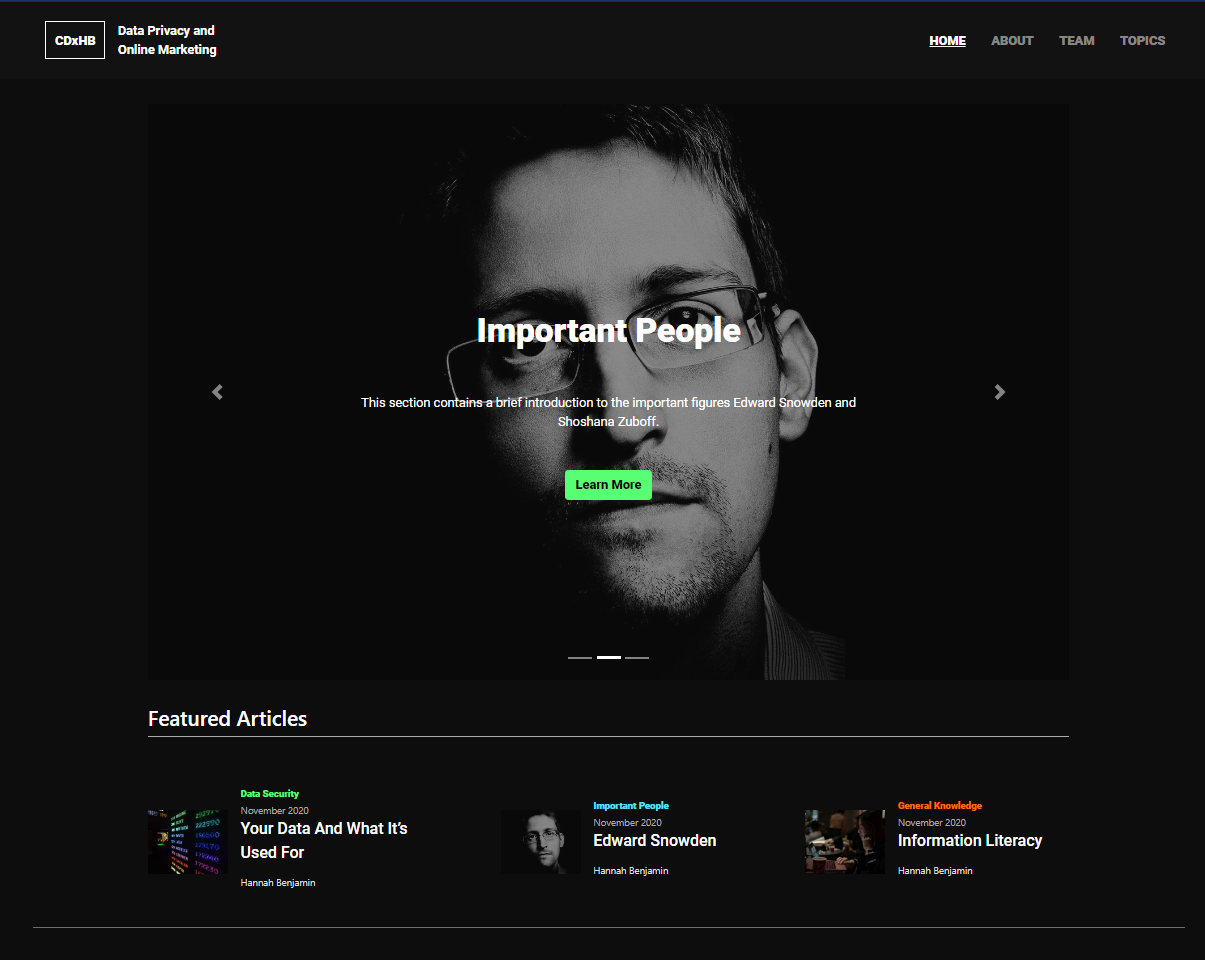 CDxHB
Data Privacy and
Online Marketing
HOME ABOUT TEAM TOPICS
Important People
This section contains a brief introduction to the important figures Edward Snowden and
Shoshana Zuboff.
Learn More
Featured Articles
Data Security
November 2020
Your Data And What It’s
Used For
Hannah Benjamin
Important People
November 2020
Edward Snowden
Hannah Benjamin
General Knowledge
November 2020
Information Literacy
Hannah Benjamin